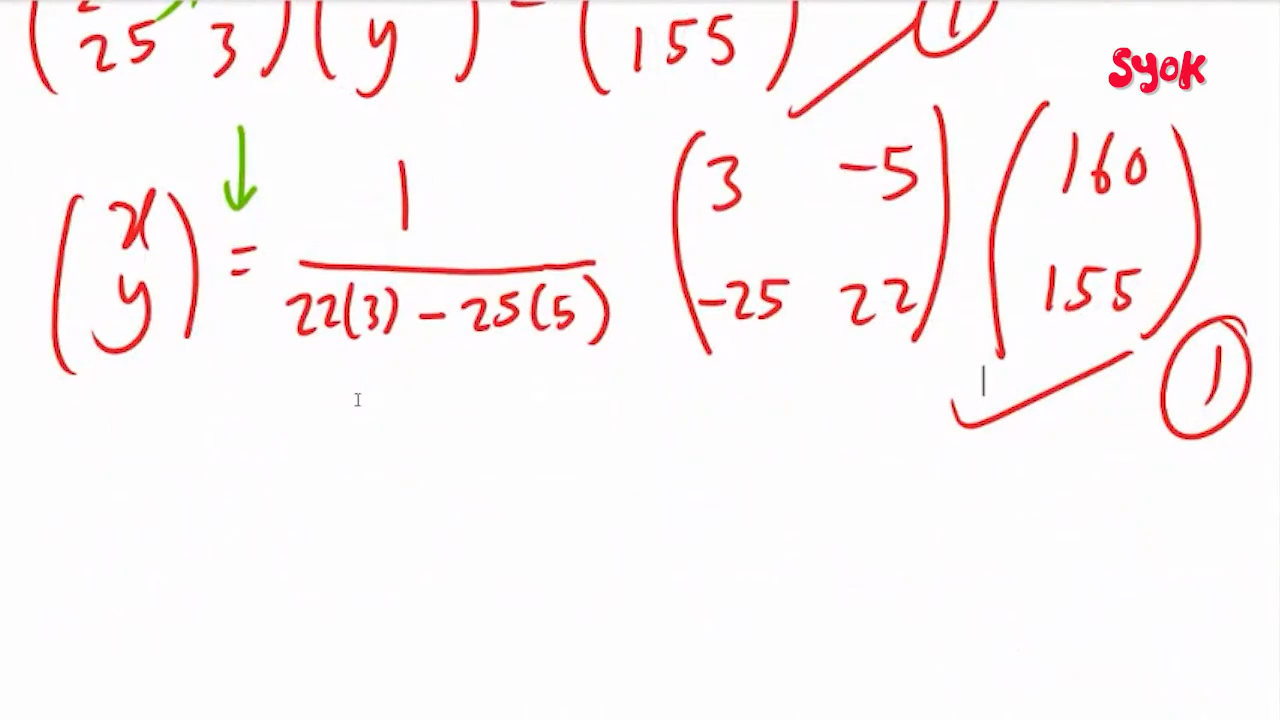 Syok
25 3 ) ( y ) = ( 155 ) 1
( x y ) = 1 / 22(3) - 25(5) ( 3 -5 -25 22 ) ( 160 155 )
1